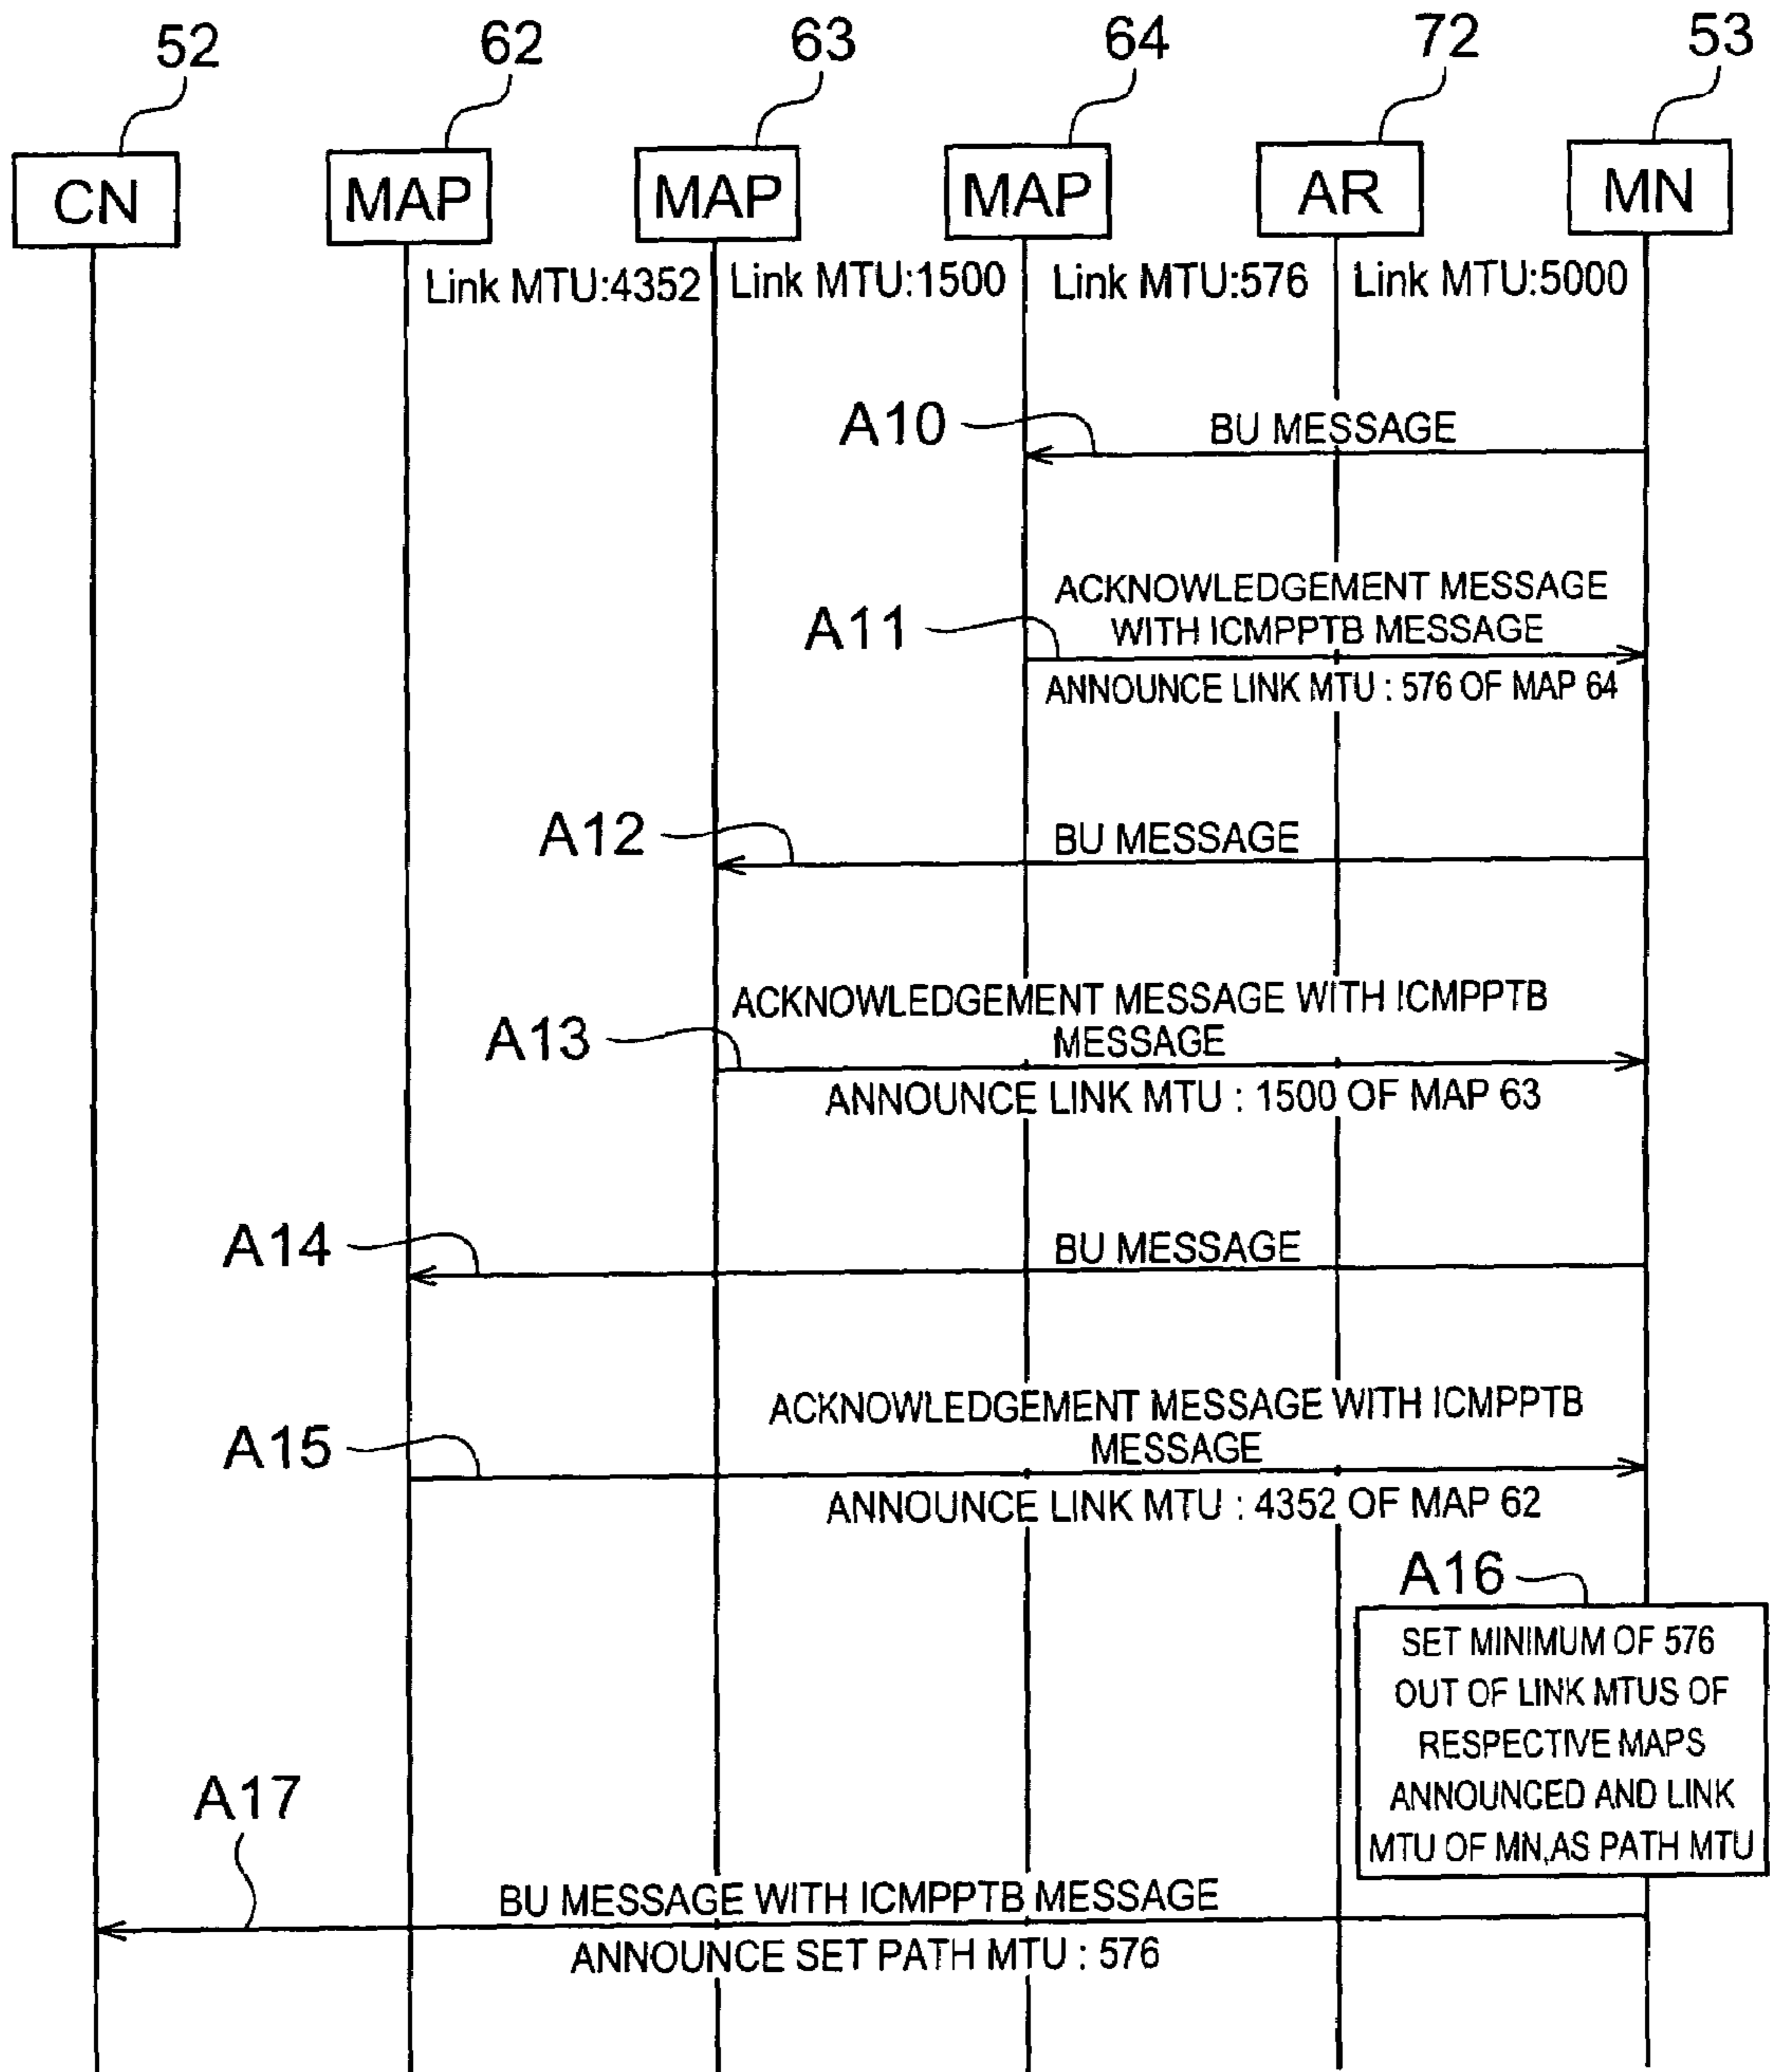 52 62 63 64 72 53
CN MAP MAP MAP AR MN
Link MTU:4352 Link MTU:1500 Link MTU:576 Link MTU:5000
A10 BU MESSAGE
ACKNOWLEDGEMENT MESSAGE
A11 WITH ICMPPTB MESSAGE
ANNOUNCE LINK MTU : 576 OF MAP 64
A12 BU MESSAGE
ACKNOWLEDGEMENT MESSAGE WITH ICMPPTB
A13 MESSAGE
ANNOUNCE LINK MTU : 1500 OF MAP 63
A14 BU MESSAGE
ACKNOWLEDGEMENT MESSAGE WITH ICMPPTB
A15 MESSAGE
ANNOUNCE LINK MTU : 4352 OF MAP 62
A16
SET MINIMUM OF 576
OUT OF LINK MTUS OF
RESPECTIVE MAPS
ANNOUNCED AND LINK
MTU OF MN,AS PATH MTU
A17
BU MESSAGE WITH ICMPPTB MESSAGE
ANNOUNCE SET PATH MTU : 576